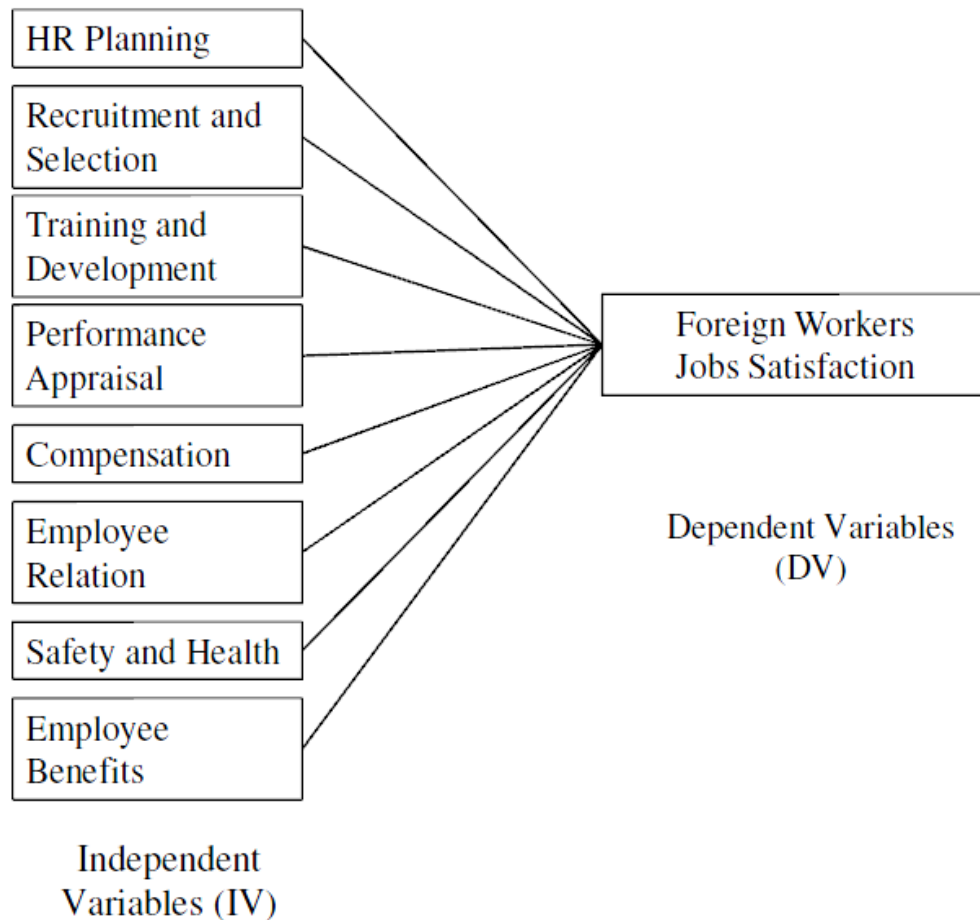 HR Planning
Recruitment and
Selection
Training and
Development
Performance
Appraisal
Compensation
Employee
Relation
Safety and Health
Employee
Benefits
Independent
Variables (IV)
Foreign Workers
Jobs Satisfaction
Dependent Variables
(DV)